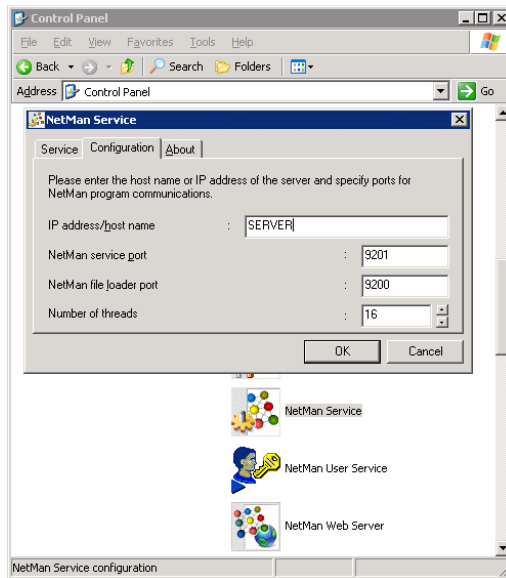 Control Panel
File Edit View Favorites Tools Help
Back Search Folders
Address Control Panel Go
NetMan Service
Service Configuration About
Please enter the host name or IP address of the server and specify ports for
NetMan program communications.
IP address/host name : SERVER
NetMan service port : 9201
NetMan file loader port : 9200
Number of threads : 16
OK Cancel
NetMan Service
NetMan User Service
NetMan Web Server
NetMan Service configuration